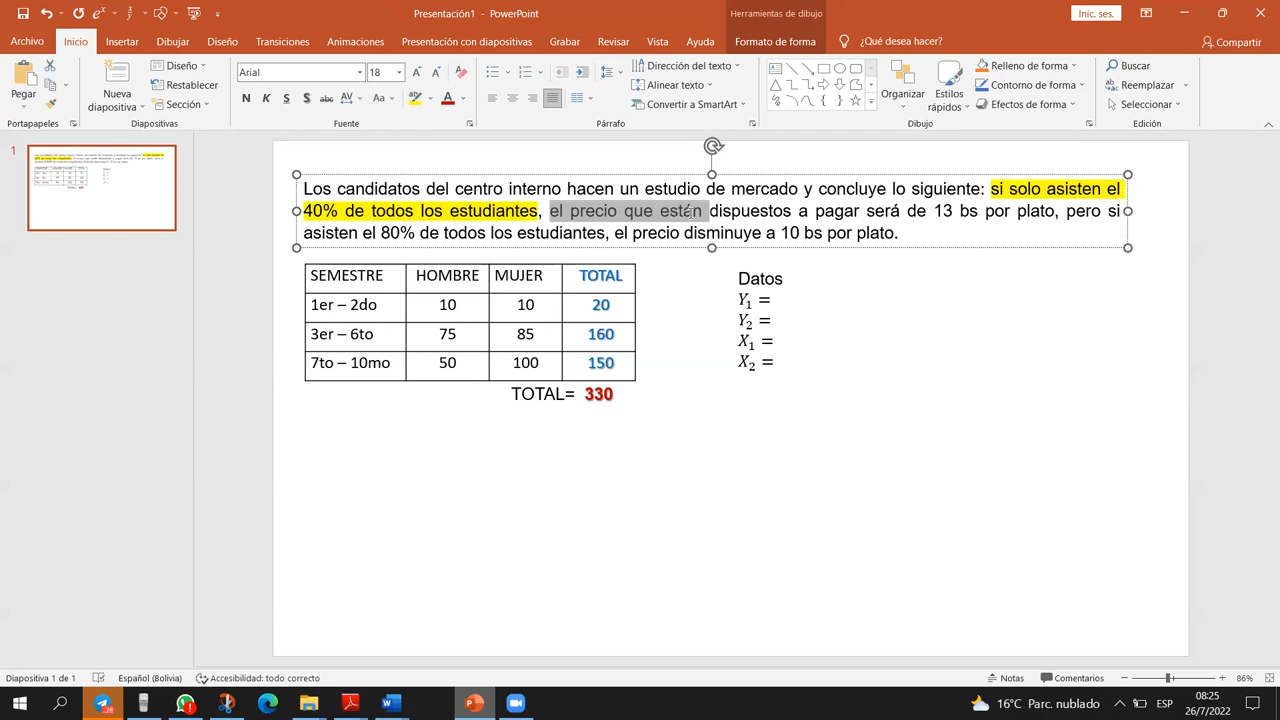 Presentación1 - PowerPoint
Herramientas de dibujo
Inic. ses.
Archivo Inicio Insertar Dibujar Diseño Transiciones Animaciones Presentación con diapositivas Grabar Revisar Vista Ayuda Formato de forma ¿Qué desea hacer? Compartir
Pegar
Nueva diapositiva
Diseño
Restablecer
Sección
Arial 18
N K S S abc AV Aa A
Dirección del texto
Alinear texto
Convertir a SmartArt
Organizar
Estilos rápidos
Relleno de forma
Contorno de forma
Efectos de forma
Buscar
Reemplazar
Seleccionar
Portapapeles Diapositivas Fuente Párrafo Dibujo Edición
1
Los candidatos del centro interno hacen un estudio de mercado y concluye lo siguiente: si solo asisten el
40% de todos los estudiantes, el precio que están dispuestos a pagar será de 13 bs por plato, pero si
asisten el 80% de todos los estudiantes, el precio disminuye a 10 bs por plato.
SEMESTRE HOMBRE MUJER TOTAL
1er – 2do 10 10 20
3er – 6to 75 85 160
7to – 10mo 50 100 150
TOTAL= 330
Datos
Y₁ =
Y₂ =
X₁ =
X₂ =
Diapositiva 1 de 1 Español (Bolivia) Accesibilidad: todo correcto Notas Comentarios 86%
28
16°C Parc. nublado ESP
08:25
26/7/2022